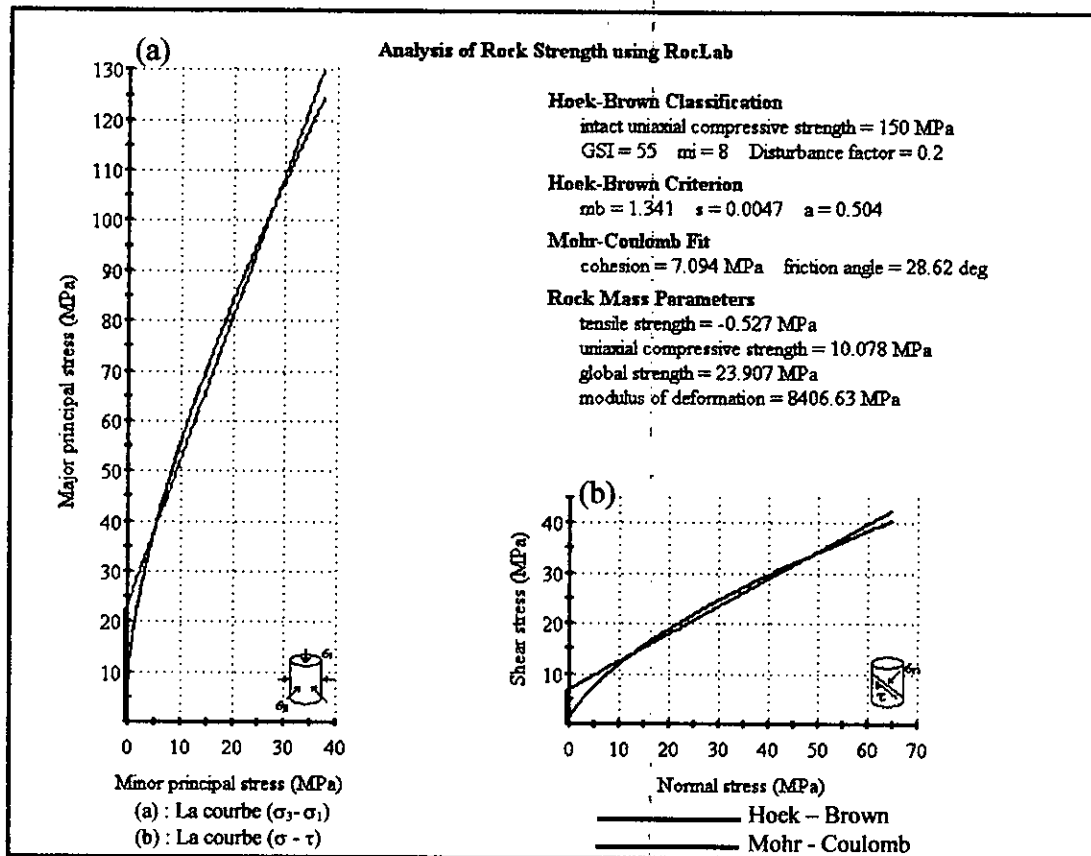 (a)
Analysis of Rock Strength using RocLab
Hoek-Brown Classification
intact uniaxial compressive strength = 150 MPa
GSI = 55 mi = 8 Disturbance factor = 0.2
Hoek-Brown Criterion
mb = 1.341 s = 0.0047 a = 0.504
Mohr-Coulomb Fit
cohesion = 7.094 MPa friction angle = 28.62 deg
Rock Mass Parameters
tensile strength = -0.527 MPa
uniaxial compressive strength = 10.078 MPa
global strength = 23.907 MPa
modulus of deformation = 8406.63 MPa
Major principal stress (MPa)
130
120
110
100
90
80
70
60
50
40
30
20
10
0 10 20 30 40
Minor principal stress (MPa)
σ1
σ3
(b)
Shear stress (MPa)
40
30
20
10
0 10 20 30 40 50 60 70
Normal stress (MPa)
σn
τ
(a) : La courbe (σ3-σ1)
(b) : La courbe (σ - τ)
Hoek – Brown
Mohr - Coulomb